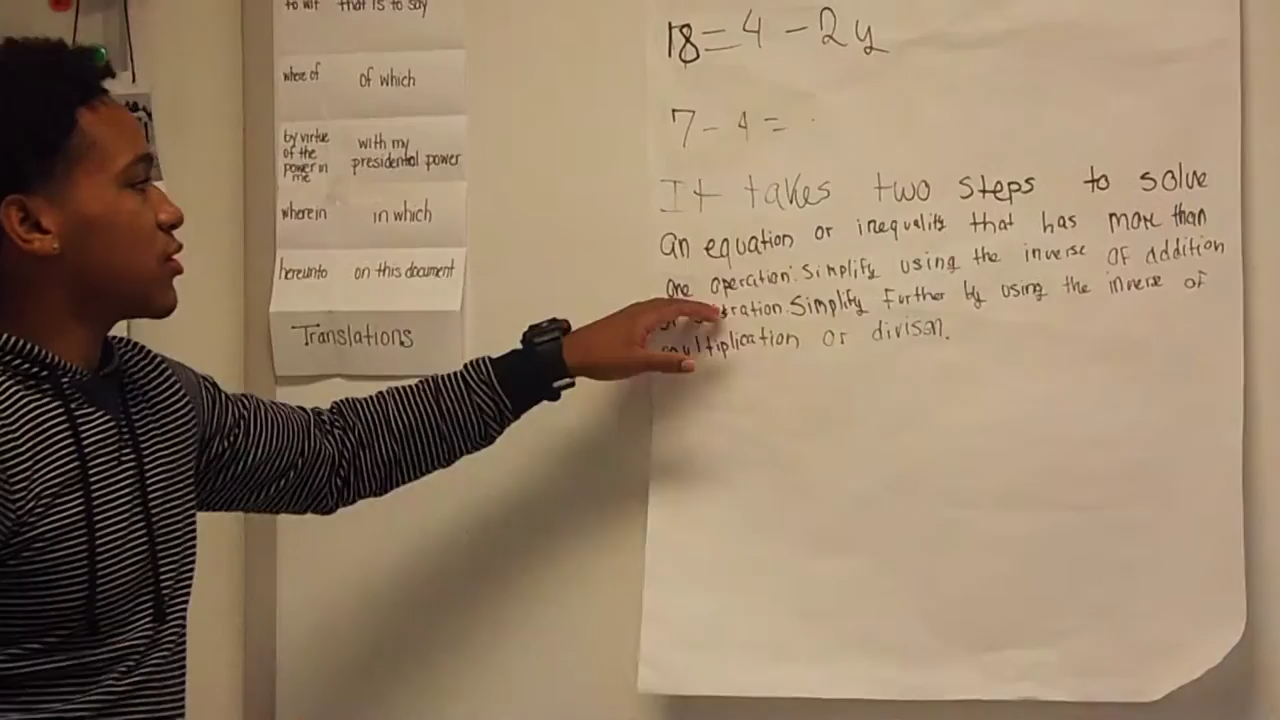 to wit that is to say
where of of which
by virtue of the power in me with my presidential power
wherein in which
hereunto on this document
Translations
18=4-2y
7-4=
It takes two steps to solve
an equation or inequality that has more than
one operation. Simplify using the inverse of addition
Simplify further by using the inverse of
multiplication or divison.